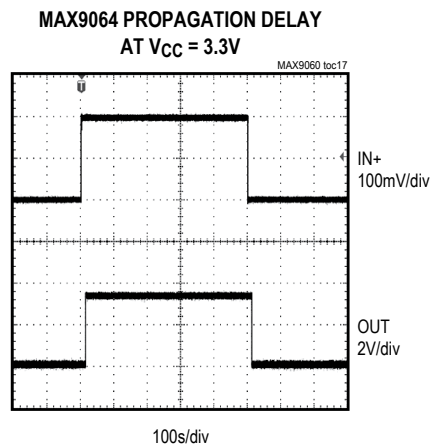 MAX9064 PROPAGATION DELAY
AT VCC = 3.3V
MAX9060 toc17
T
IN+
100mV/div
OUT
2V/div
100s/div